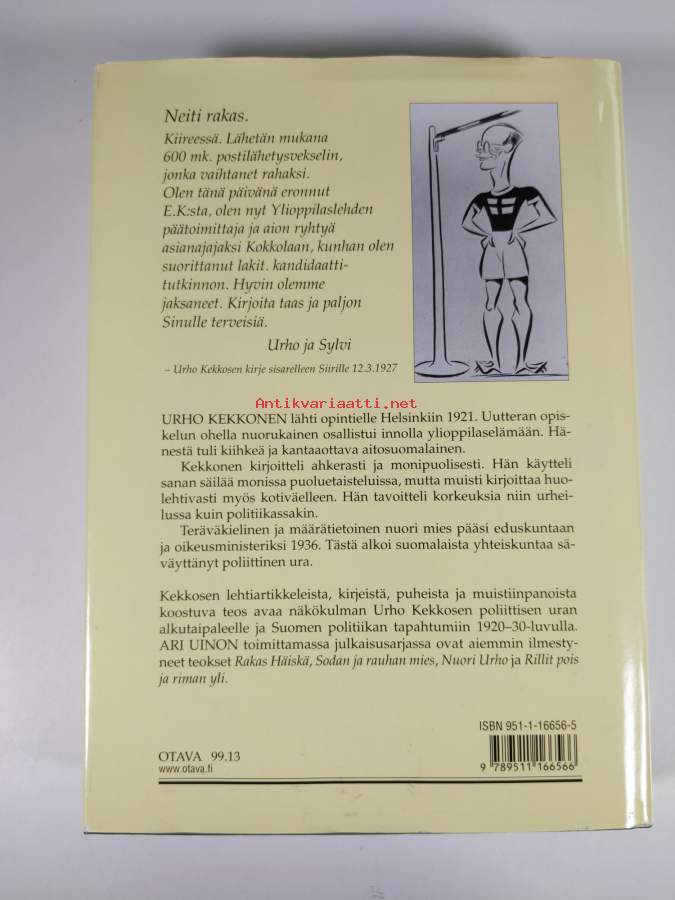 Neiti rakas.
Kiireessä. Lähetän mukana
600 mk. postilähetysvekselin,
jonka vaihtanet rahaksi.
Olen tänä päivänä eronnut
E.K:sta, olen nyt Ylioppilaslehden
päätoimittaja ja aion ryhtyä
asianajajaksi Kokkolaan, kunhan olen
suorittanut lakit. kandidaatti-
tutkinnon. Hyvin olemme
jaksaneet. Kirjoita taas ja paljon
Sinulle terveisiä.
Urho ja Sylvi
– Urho Kekkosen kirje sisarelleen Siirille 12.3.1927
Antikvariaatti.net
URHO KEKKONEN lähti opintielle Helsinkiin 1921. Uutteran opis-
kelun ohella nuorukainen osallistui innolla ylioppilaselämään. Hä-
nestä tuli kiihkeä ja kantaaottava aitosuomalainen.
Kekkonen kirjoitteli ahkerasti ja monipuolisesti. Hän käytteli
sanan säilää monissa puoluetaisteluissa, mutta muisti kirjoittaa huo-
lehtivasti myös kotiväelleen. Hän tavoitteli korkeuksia niin urhei-
lussa kuin politiikassakin.
Teräväkielinen ja määrätietoinen nuori mies pääsi eduskuntaan
ja oikeusministeriksi 1936. Tästä alkoi suomalaista yhteiskuntaa sä-
väyttänyt poliittinen ura.
Kekkosen lehtiartikkeleista, kirjeistä, puheista ja muistiinpanoista
koostuva teos avaa näkökulman Urho Kekkosen poliittisen uran
alkutaipaleelle ja Suomen politiikan tapahtumiin 1920–30-luvulla.
ARI UINON toimittamassa julkaisusarjassa ovat aiemmin ilmesty-
neet teokset Rakas Häiskä, Sodan ja rauhan mies, Nuori Urho ja Rillit pois
ja riman yli.
ISBN 951-1-16656-5
OTAVA 99.13
www.otava.fi
9 789511 166566